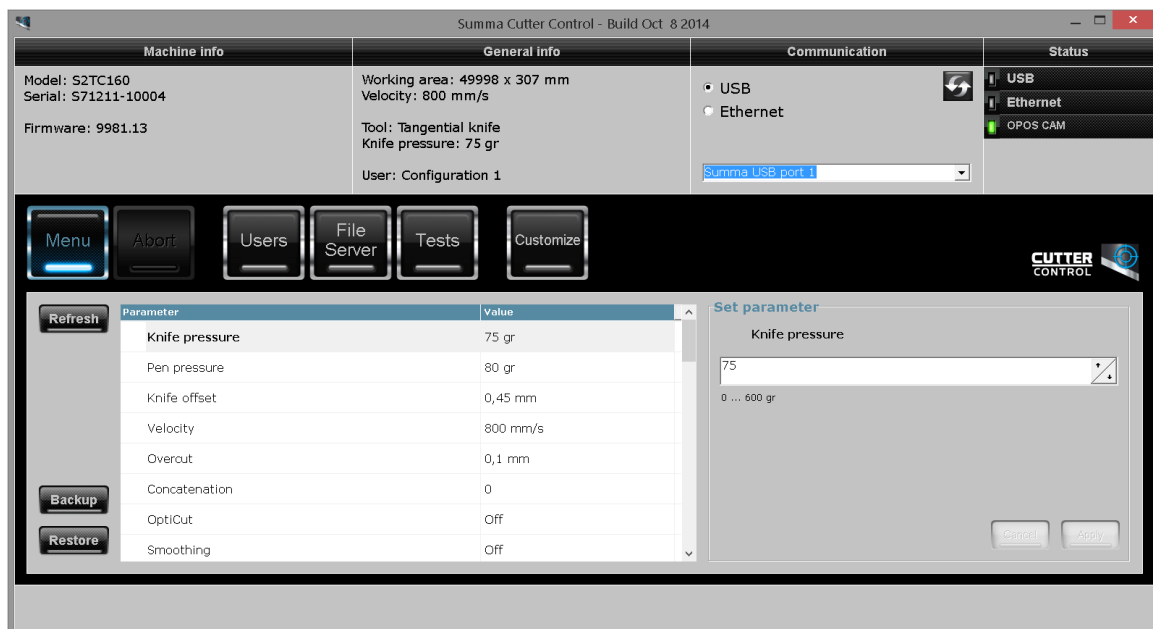 Summa Cutter Control - Build Oct 8 2014
Machine info
General info
Communication
Status
Model: S2TC160
Serial: S71211-10004
Firmware: 9981.13
Working area: 49998 x 307 mm
Velocity: 800 mm/s
Tool: Tangential knife
Knife pressure: 75 gr
User: Configuration 1
USB
Ethernet
Summa USB port 1
USB
Ethernet
OPOS CAM
Menu
Abort
Users
File
Server
Tests
Customize
CUTTER
CONTROL
Refresh
Backup
Restore
Parameter Value
Knife pressure 75 gr
Pen pressure 80 gr
Knife offset 0,45 mm
Velocity 800 mm/s
Overcut 0,1 mm
Concatenation 0
OptiCut Off
Smoothing Off
Set parameter
Knife pressure
75
0 ... 600 gr
Cancel
Apply